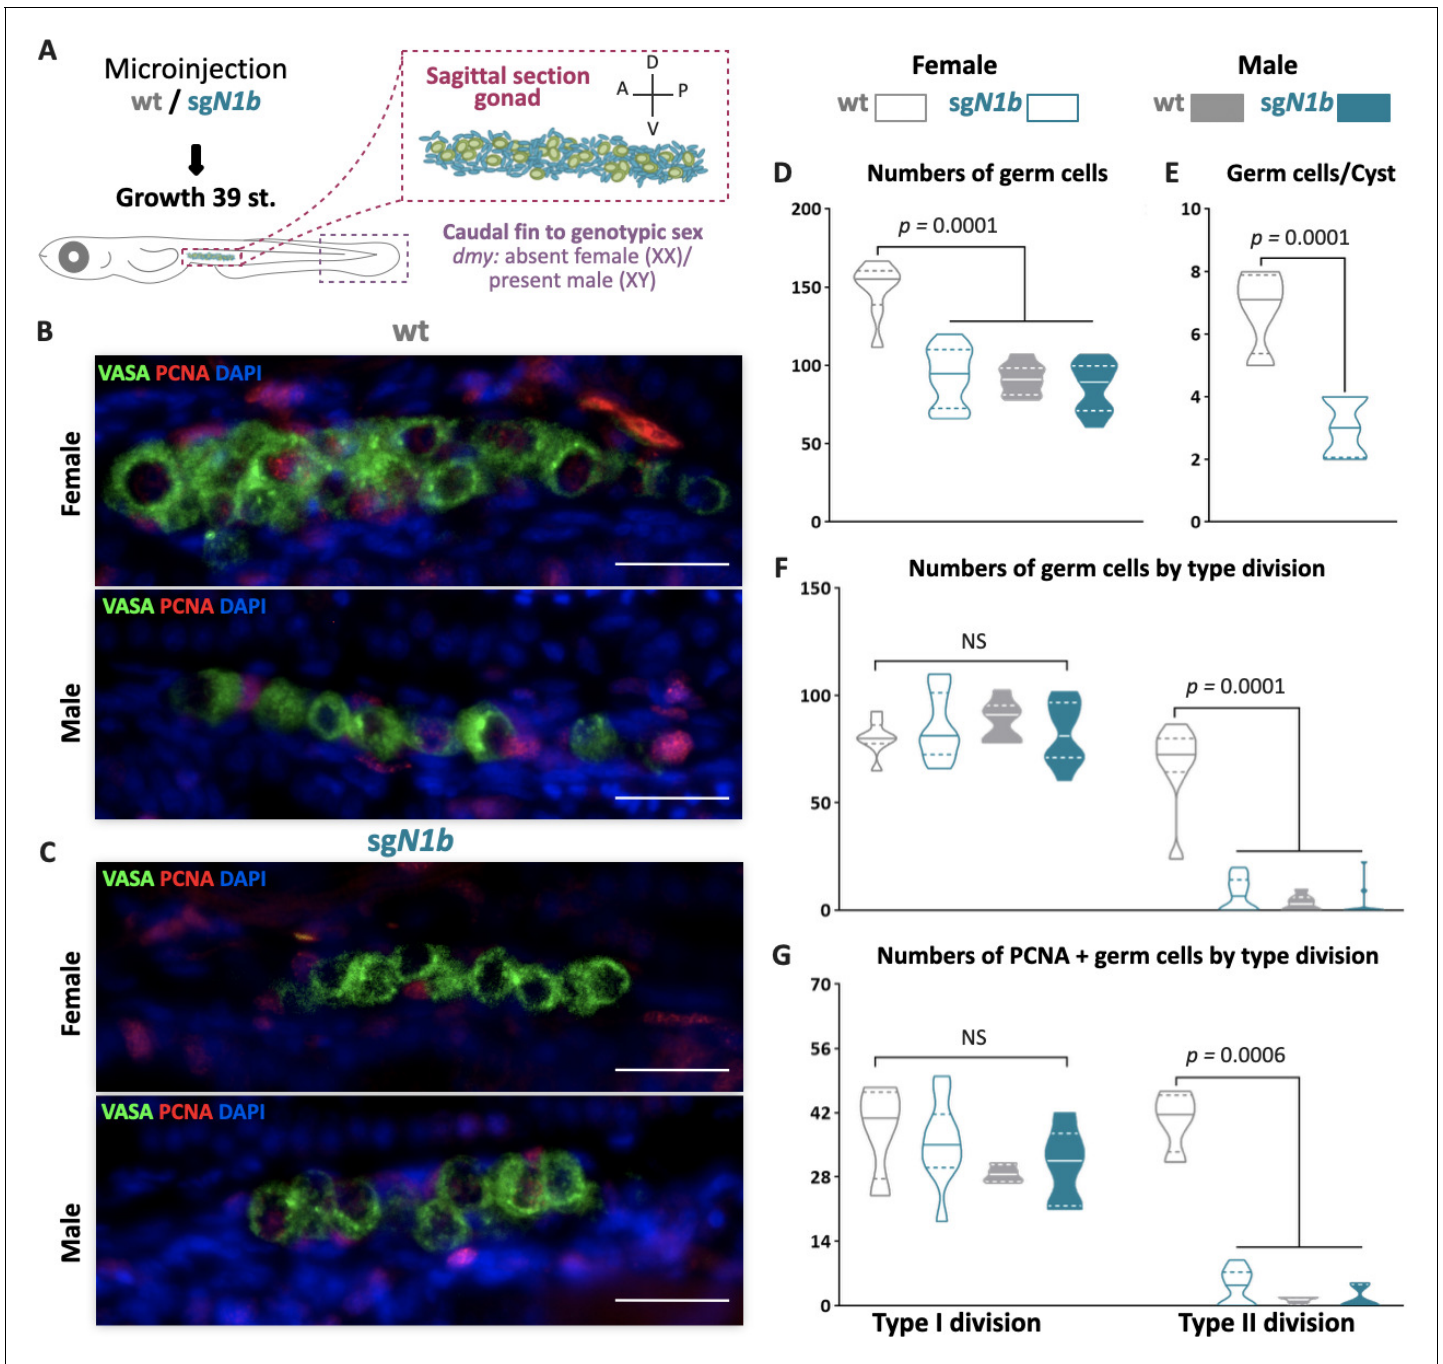 A
Microinjection
wt / sgN1b
Growth 39 st.
Sagittal section
gonad
D
A
P
V
Caudal fin to genotypic sex
dmy: absent female (XX)/
present male (XY)
Female
Male
wt
sgN1b
wt
sgN1b
B
wt
Female
VASA PCNA DAPI
Male
VASA PCNA DAPI
C
sgN1b
Female
VASA PCNA DAPI
Male
VASA PCNA DAPI
D
Numbers of germ cells
200
150
100
50
0
p = 0.0001
E
Germ cells/Cyst
10
8
6
4
2
0
p = 0.0001
F
Numbers of germ cells by type division
150
100
50
0
NS
p = 0.0001
G
Numbers of PCNA + germ cells by type division
70
56
42
28
14
0
NS
p = 0.0006
Type I division
Type II division